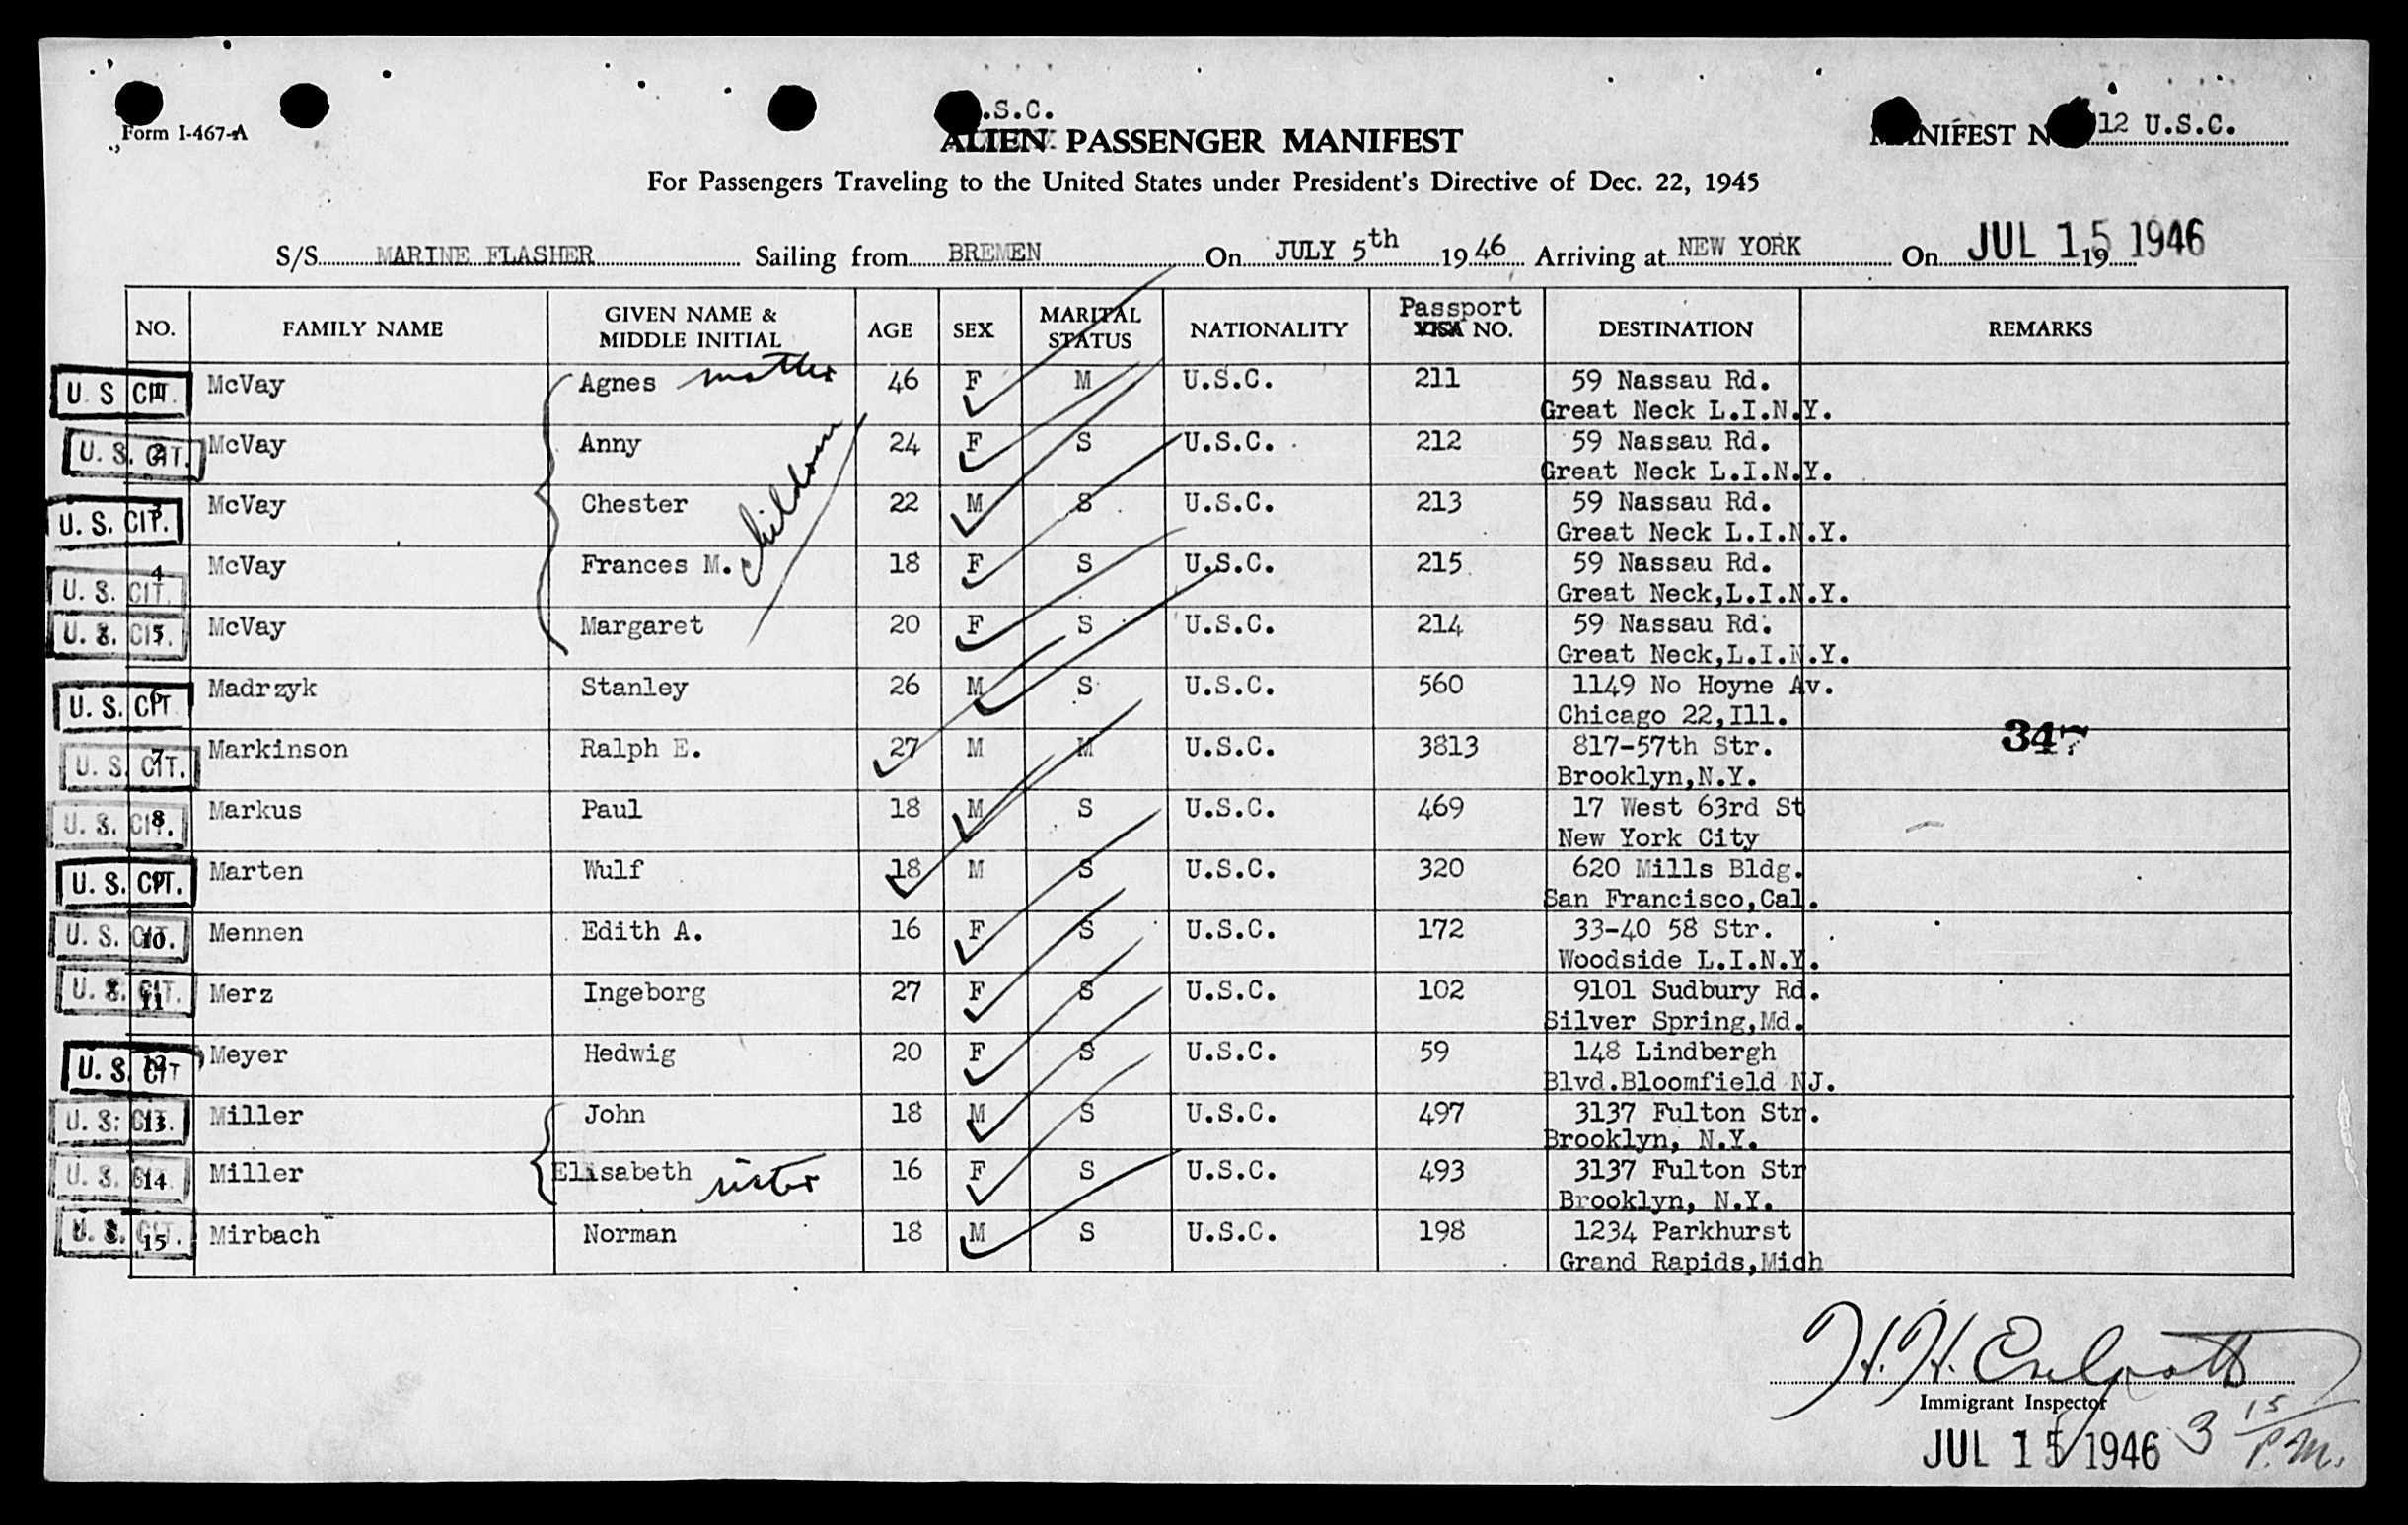 Form I-467-A
.S.C.
ALIEN PASSENGER MANIFEST
MANIFEST N 12 U.S.C.
For Passengers Traveling to the United States under President's Directive of Dec. 22, 1945
S/S MARINE FLASHER Sailing from BREMEN On JULY 5th 1946 Arriving at NEW YORK On JUL 15 1946 19
NO. FAMILY NAME GIVEN NAME & MIDDLE INITIAL AGE SEX MARITAL STATUS NATIONALITY Passport VISA NO. DESTINATION REMARKS
U. S CIT. 1 McVay Agnes mother 46 F M U.S.C. 211 59 Nassau Rd.
Great Neck L.I.N.Y.
U. S. CIT. 2 McVay Anny 24 F S U.S.C. 212 59 Nassau Rd.
Great Neck L.I.N.Y.
children
U. S. CIT. 3 McVay Chester 22 M S U.S.C. 213 59 Nassau Rd.
Great Neck L.I.N.Y.
U. S. CIT. 4 McVay Frances M. 18 F S U.S.C. 215 59 Nassau Rd.
Great Neck,L.I.N.Y.
U. S. CIT. 5 McVay Margaret 20 F S U.S.C. 214 59 Nassau Rd.
Great Neck,L.I.N.Y.
U. S. CIT 6 Madrzyk Stanley 26 M S U.S.C. 560 1149 No Hoyne Av.
Chicago 22,Ill.
U. S. CIT. 7 Markinson Ralph E. 27 M M U.S.C. 3813 817-57th Str. 347
Brooklyn,N.Y.
U. S. CIT. 8 Markus Paul 18 M S U.S.C. 469 17 West 63rd St
New York City
U. S. CIT. 9 Marten Wulf 18 M S U.S.C. 320 620 Mills Bldg.
San Francisco,Cal.
U. S. CIT. 10. Mennen Edith A. 16 F S U.S.C. 172 33-40 58 Str.
Woodside L.I.N.Y.
U. S. CIT. 11 Merz Ingeborg 27 F S U.S.C. 102 9101 Sudbury Rd.
Silver Spring,Md.
U. S. CIT 12 Meyer Hedwig 20 F S U.S.C. 59 148 Lindbergh
Blvd.Bloomfield NJ.
U. S. CIT. 13 Miller John 18 M S U.S.C. 497 3137 Fulton Str.
Brooklyn, N.Y.
U. S. CIT. 14 Miller Elisabeth sister 16 F S U.S.C. 493 3137 Fulton Str
Brooklyn, N.Y.
U. S. CIT. 15 Mirbach Norman 18 M S U.S.C. 198 1234 Parkhurst
Grand Rapids,Mich
H. H.
Immigrant Inspector
JUL 15 1946 3 15 P.M.